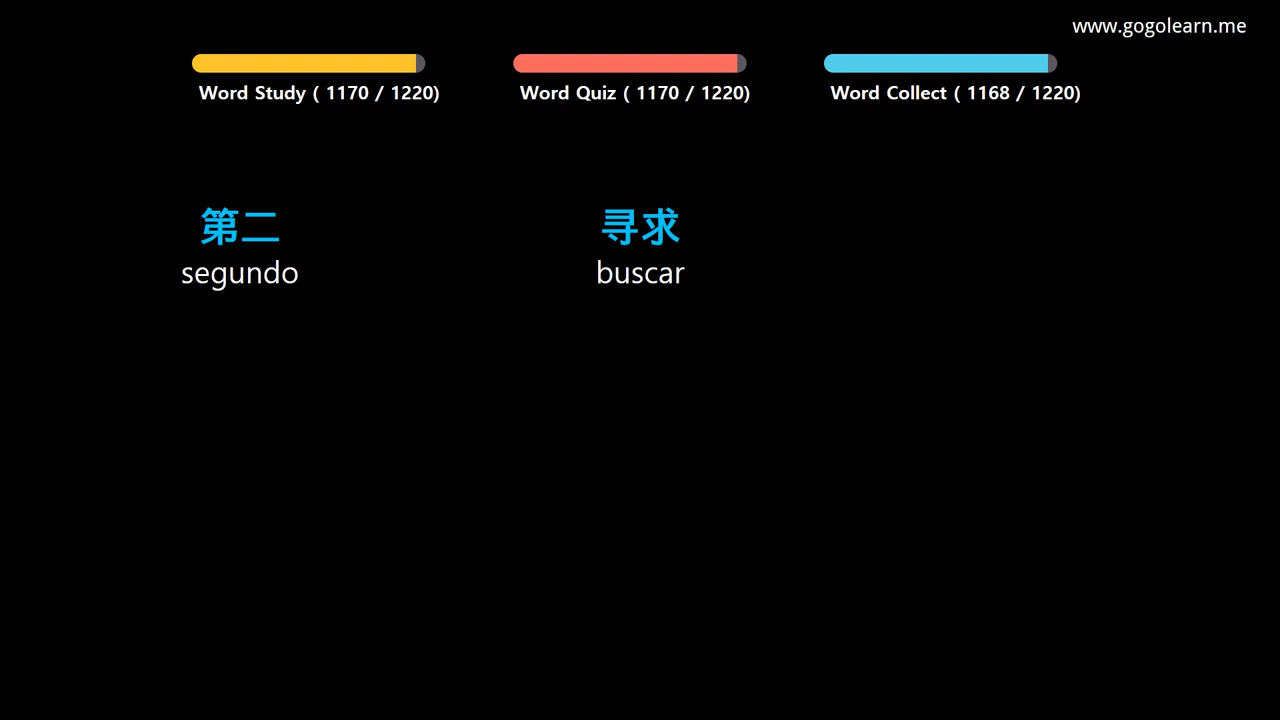 www.gogolearn.me
Word Study ( 1170 / 1220)
Word Quiz ( 1170 / 1220)
Word Collect ( 1168 / 1220)
第二
segundo
寻求
buscar